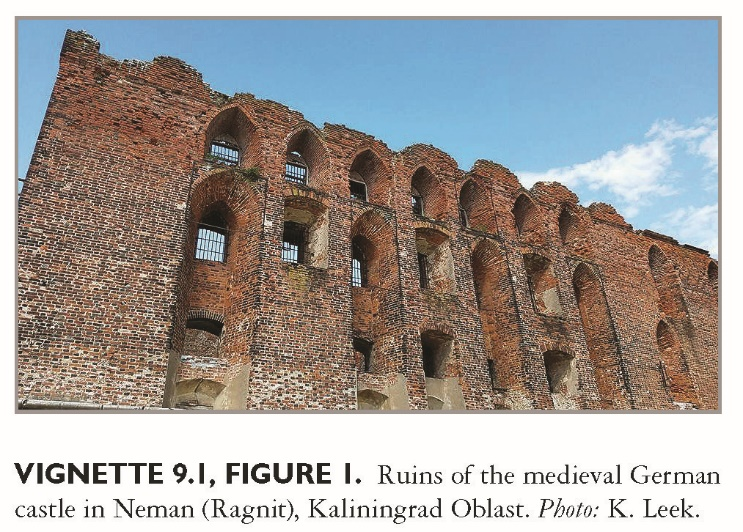 VIGNETTE 9.1, FIGURE 1. Ruins of the medieval German
castle in Neman (Ragnit), Kaliningrad Oblast. Photo: K. Leek.